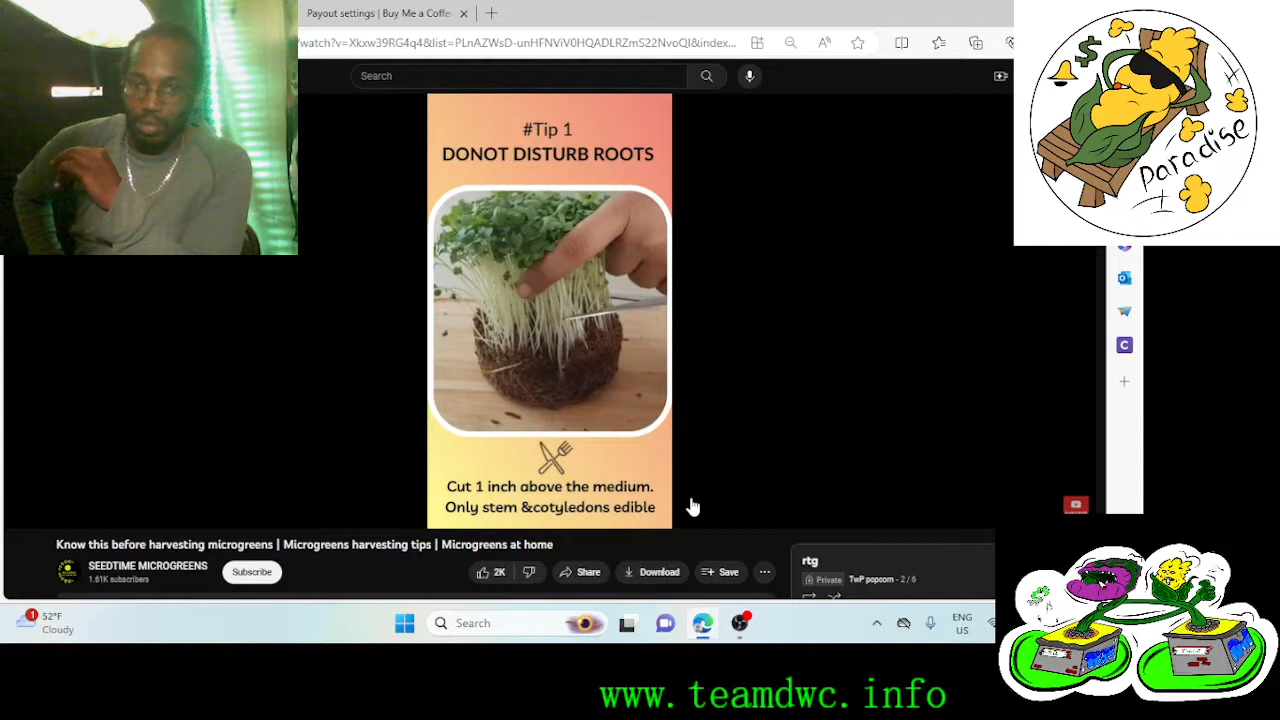 Payout settings | Buy Me a Coffe
/watch?v=Xkxw39RG4q4&list=PLnAZWsD-unHFNViV0HQADLRZmS22NvoQI&index...
Search
Paradise
#Tip 1
DONOT DISTURB ROOTS
Cut 1 inch above the medium.
Only stem &cotyledons edible
Know this before harvesting microgreens | Microgreens harvesting tips | Microgreens at home
SEEDTIME MICROGREENS
1.61K subscribers
Subscribe
2K
Share
Download
Save
rtg
Private
TwP popcorn - 2/6
1
52°F
Cloudy
Search
ENG
US
www.teamdwc.info